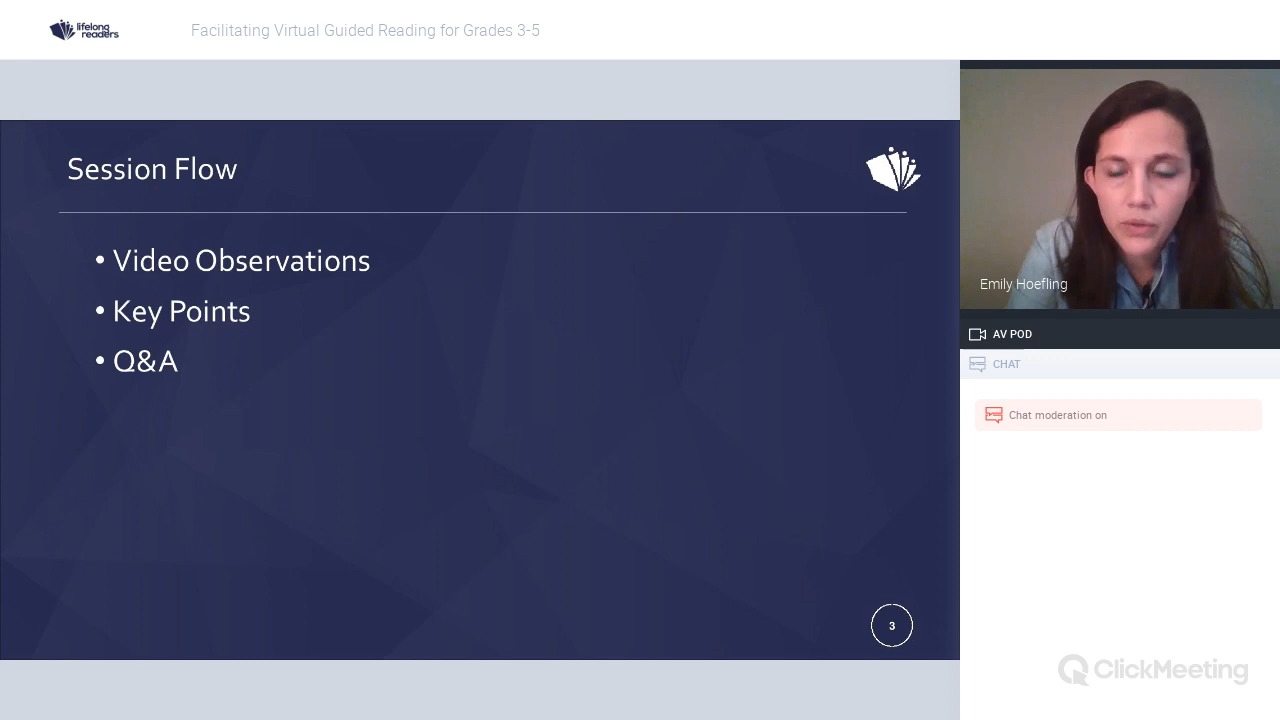 lifelong
readers
Facilitating Virtual Guided Reading for Grades 3-5
Session Flow
• Video Observations
• Key Points
• Q&A
3
Emily Hoefling
AV POD
CHAT
Chat moderation on
ClickMeeting